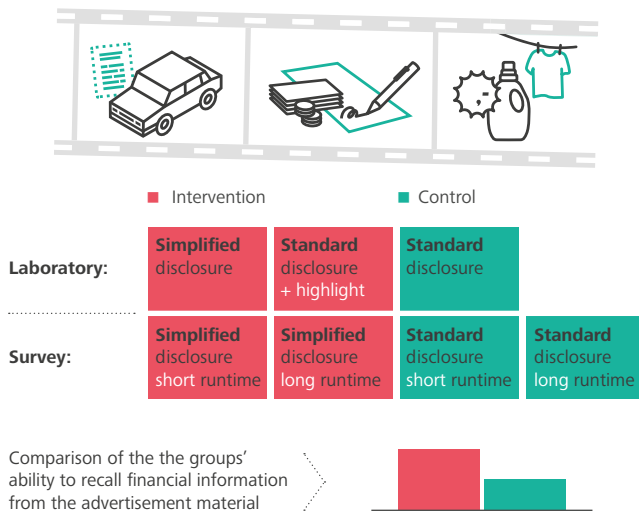 Intervention
Control
Laboratory:
Simplified
disclosure
Standard
disclosure
+ highlight
Standard
disclosure
Survey:
Simplified
disclosure
short runtime
Simplified
disclosure
long runtime
Standard
disclosure
short runtime
Standard
disclosure
long runtime
Comparison of the the groups’
ability to recall financial information
from the advertisement material